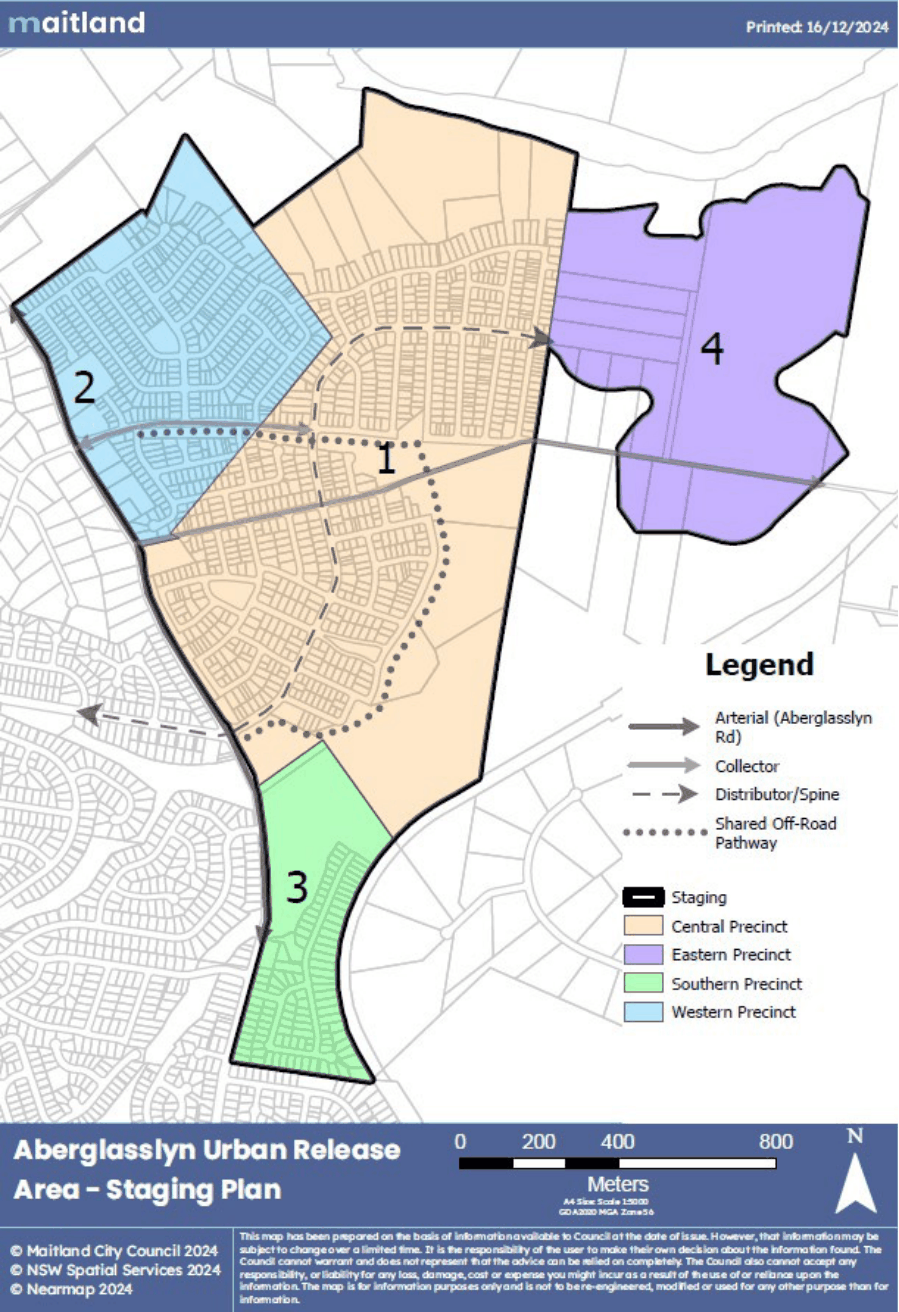 maitland
Printed: 16/12/2024
2
4
1
3
Legend
Arterial (Aberglasslyn
Rd)
Collector
Distributor/Spine
Shared Off-Road
Pathway
Staging
Central Precinct
Eastern Precinct
Southern Precinct
Western Precinct
Aberglasslyn Urban Release
Area - Staging Plan
0 200 400 800
Meters
A4 Size: Scale 1:5000
GDA2020 MGA Zone 56
N
© Maitland City Council 2024
© NSW Spatial Services 2024
© Nearmap 2024
This map has been prepared on the basis of information available to Council at the date of issue. However, that information may be
subject to change over a limited time. It is the responsibility of the user to make their own decision about the information found. The
Council cannot warrant and does not represent that the advice can be relied on completely. The Council also cannot accept any
responsibility, or liability for any loss, damage, cost or expense you might incur as a result of the use of or reliance upon the
information. The map is for information purposes only and is not to be re-engineered, modified or used for any other purpose than for
information.